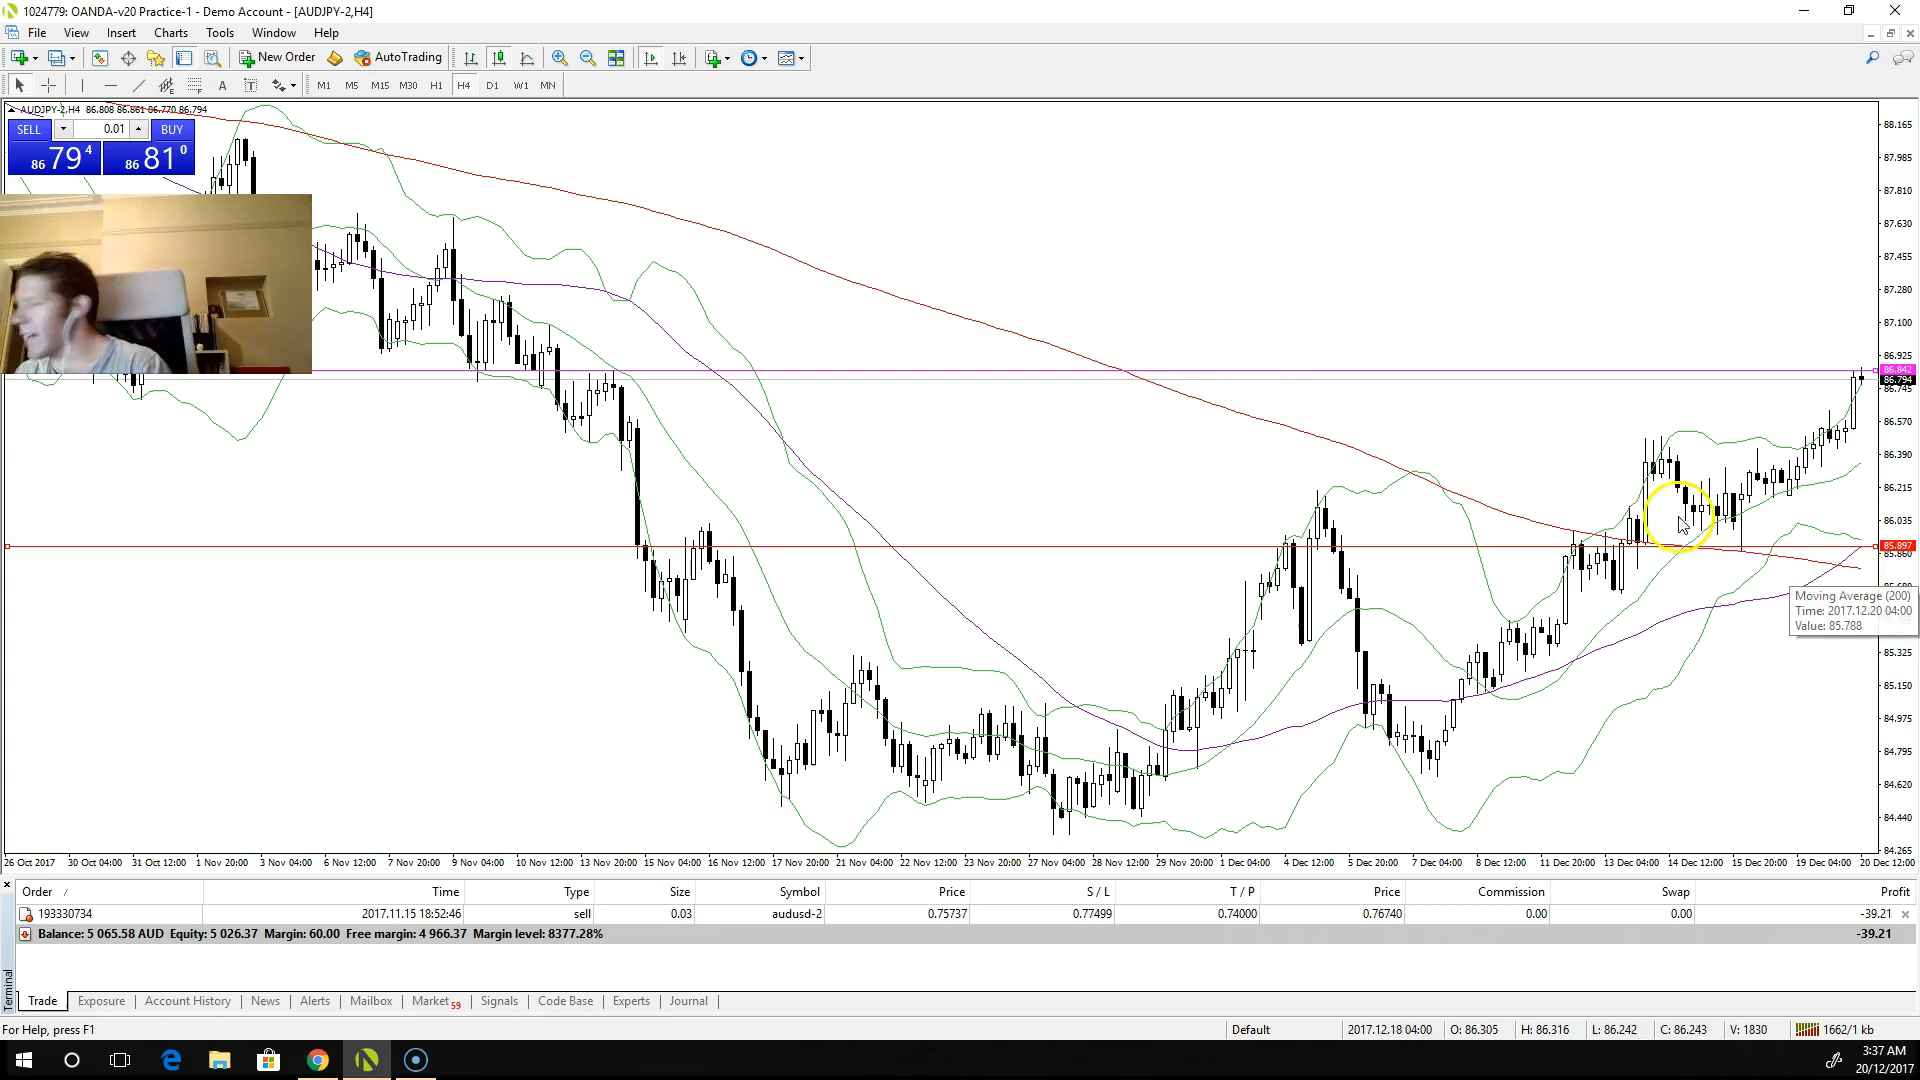 1024779: OANDA-v20 Practice-1 - Demo Account - [AUDJPY-2,H4]
File View Insert Charts Tools Window Help
New Order AutoTrading
A T M1 M5 M15 M30 H1 H4 D1 W1 MN
AUDJPY-2,H4 86.808 86.861 86.770 86.794
SELL 0.01 BUY
86 79 4 86 81 0
88.165
87.985
87.810
87.630
87.455
87.280
87.100
86.925
86.842
86.794
86.745
86.570
86.390
86.215
86.035
85.897
85.860
Moving Average (200)
Time: 2017.12.20 04:00
Value: 85.788
85.325
85.150
84.975
84.795
84.620
84.440
84.265
26 Oct 2017 30 Oct 04:00 31 Oct 12:00 1 Nov 20:00 3 Nov 04:00 6 Nov 12:00 7 Nov 20:00 9 Nov 04:00 10 Nov 12:00 13 Nov 20:00 15 Nov 04:00 16 Nov 12:00 17 Nov 20:00 21 Nov 04:00 22 Nov 12:00 23 Nov 20:00 27 Nov 04:00 28 Nov 12:00 29 Nov 20:00 1 Dec 04:00 4 Dec 12:00 5 Dec 20:00 7 Dec 04:00 8 Dec 12:00 11 Dec 20:00 13 Dec 04:00 14 Dec 12:00 15 Dec 20:00 19 Dec 04:00 20 Dec 12:00
Order / Time Type Size Symbol Price S / L T / P Price Commission Swap Profit
193330734 2017.11.15 18:52:46 sell 0.03 audusd-2 0.75737 0.77499 0.74000 0.76740 0.00 0.00 -39.21
Balance: 5 065.58 AUD Equity: 5 026.37 Margin: 60.00 Free margin: 4 966.37 Margin level: 8377.28% -39.21
Terminal
Trade Exposure Account History News Alerts Mailbox Market 59 Signals Code Base Experts Journal
For Help, press F1 Default 2017.12.18 04:00 O: 86.305 H: 86.316 L: 86.242 C: 86.243 V: 1830 1662/1 kb
3:37 AM
20/12/2017